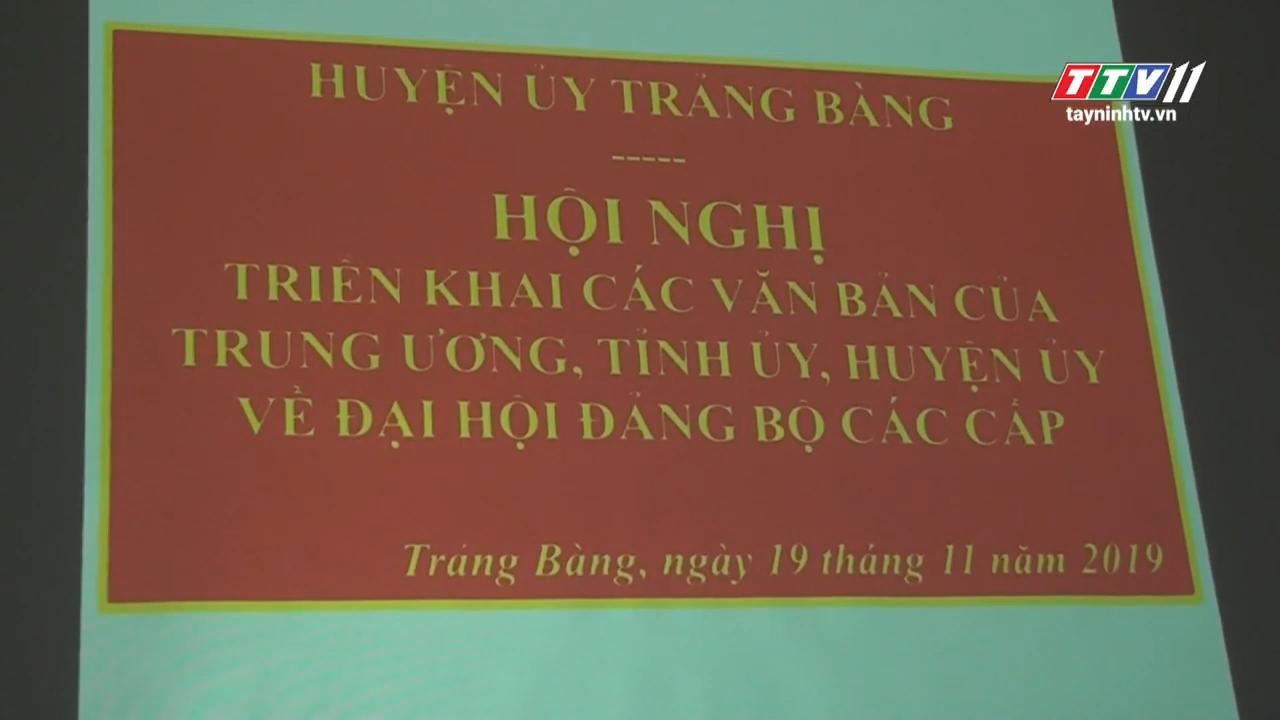 TTV11
tayninhtv.vn
HUYỆN ỦY TRẢNG BÀNG
-----
HỘI NGHỊ
TRIỂN KHAI CÁC VĂN BẢN CỦA
TRUNG ƯƠNG, TỈNH ỦY, HUYỆN ỦY
VỀ ĐẠI HỘI ĐẢNG BỘ CÁC CẤP
Trảng Bàng, ngày 19 tháng 11 năm 2019